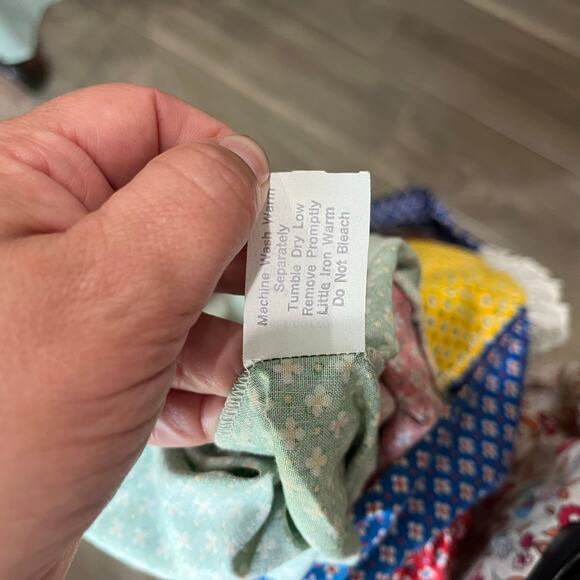 Machine Wash Warm
Separately
Tumble Dry Low
Remove Promptly
Little Iron Warm
Do Not Bleach